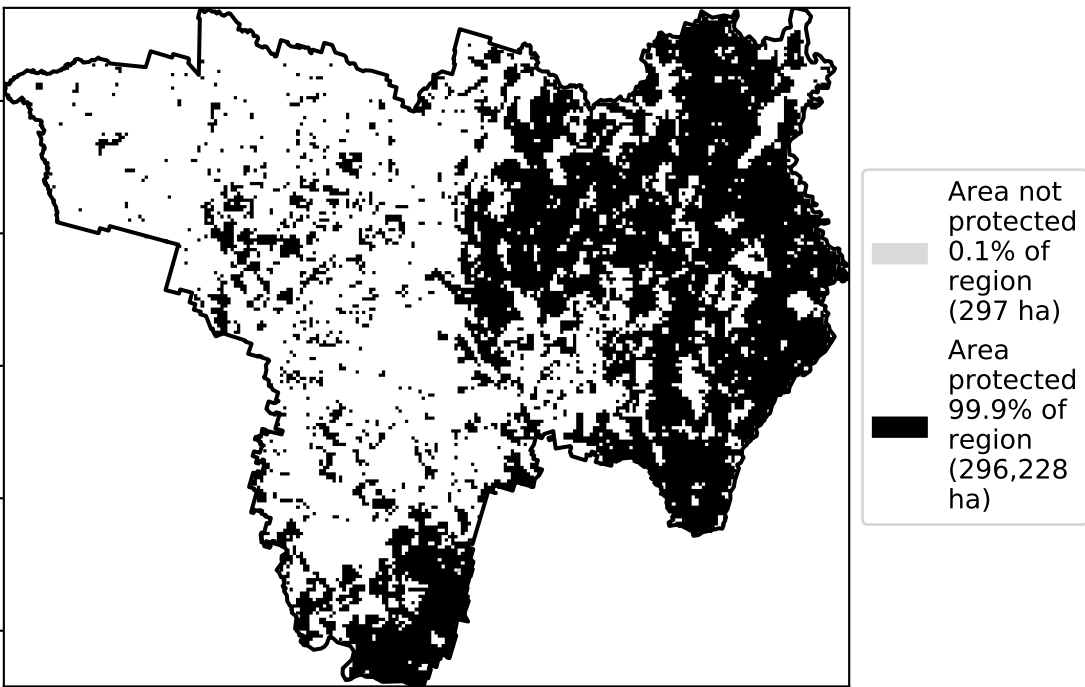 Area not
protected
0.1% of
region
(297 ha)
Area
protected
99.9% of
region
(296,228
ha)